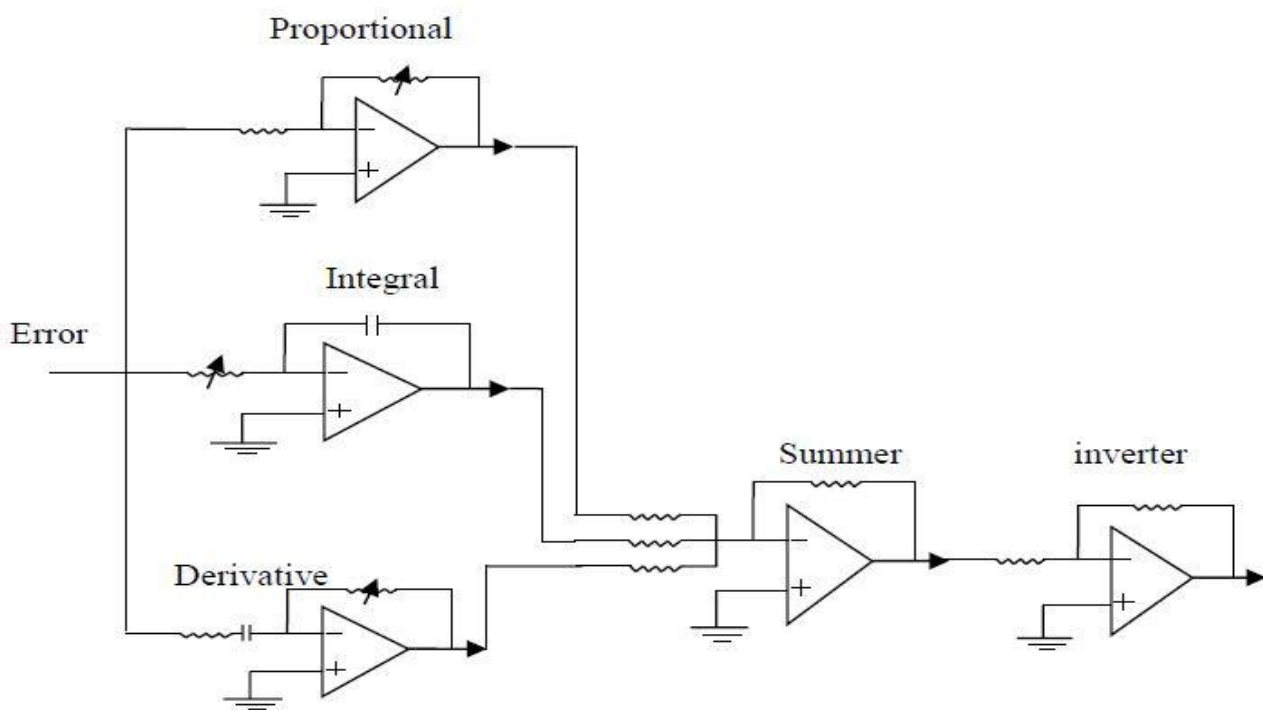 Proportional
Integral
Error
Summer
inverter
Derivative